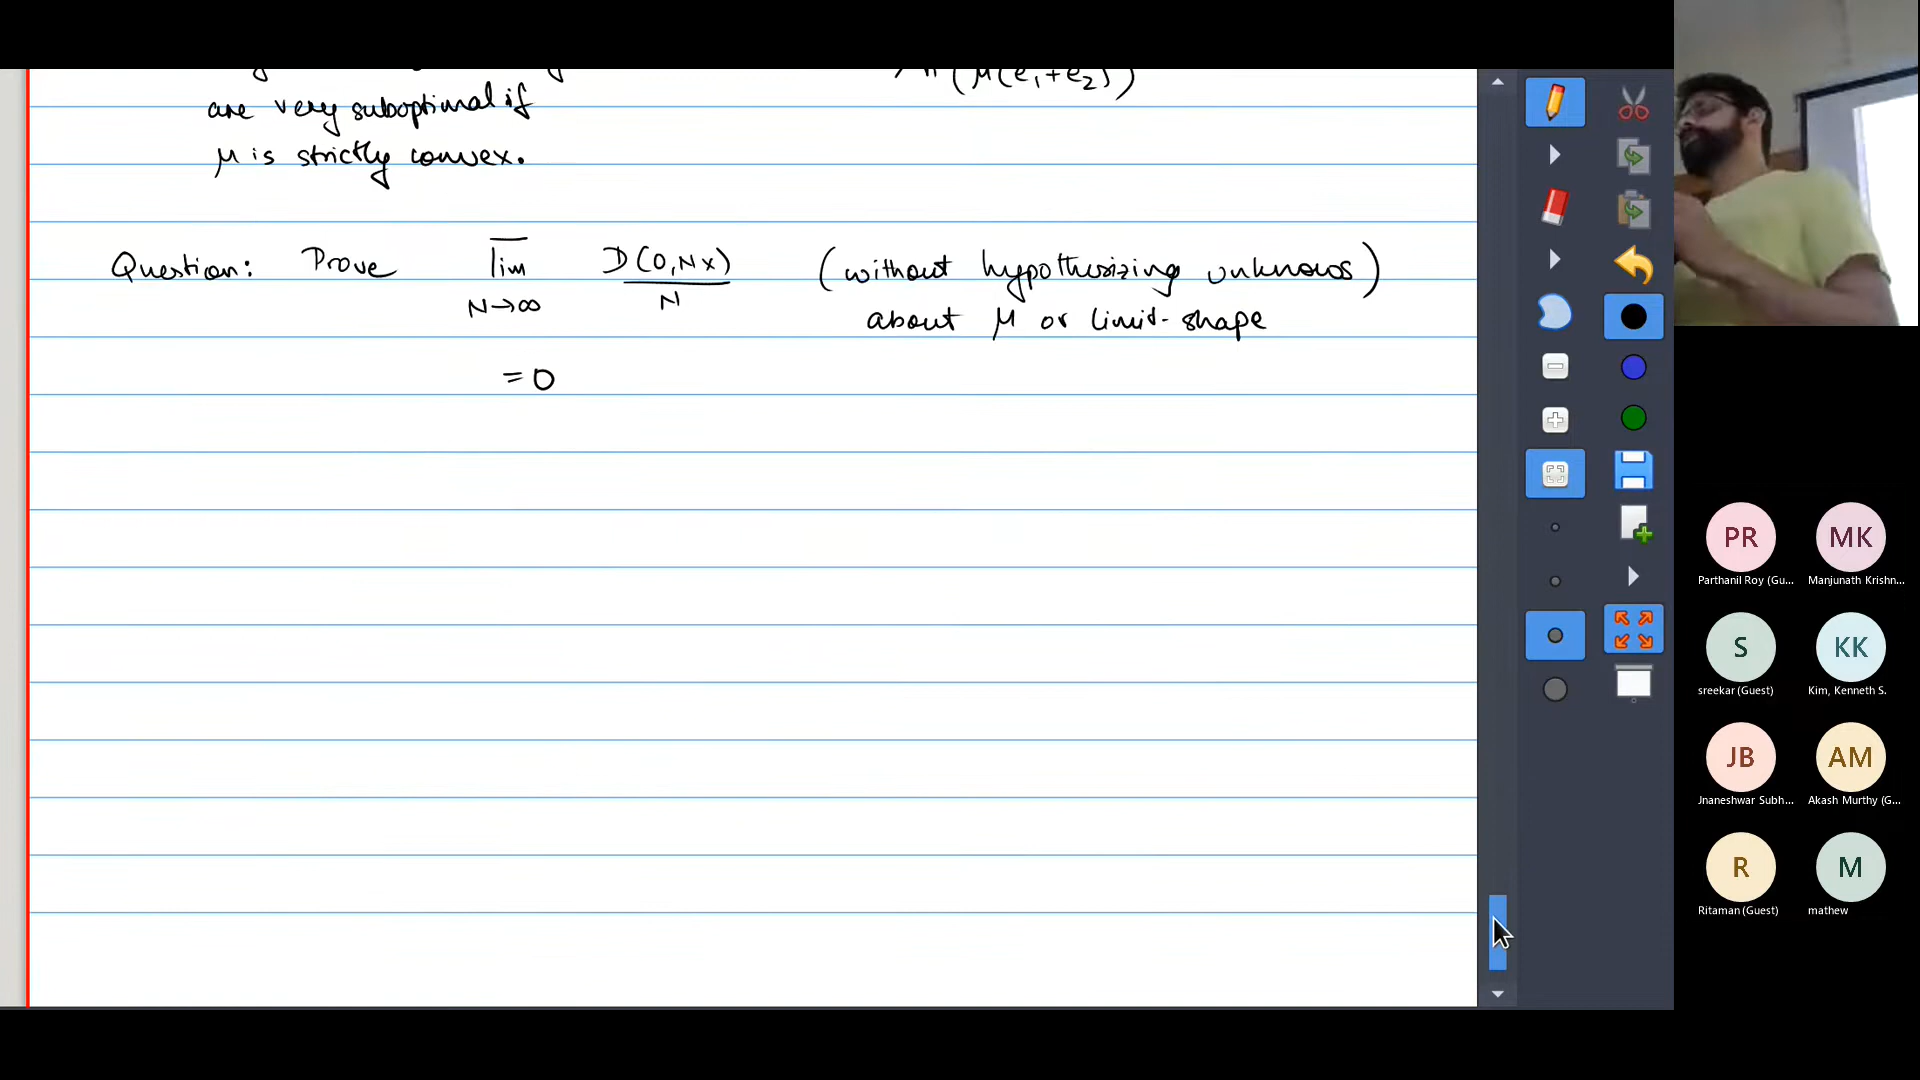 μ(e₁+e₂))
are very suboptimal if
μ is strictly convex.
Question: Prove lim D(0,Nx) (without hypothesizing unknowns)
N→∞ N about μ or limit-shape
= 0
PR MK
Parthanil Roy (Gu... Manjunath Krishn...
S KK
sreekar (Guest) Kim, Kenneth S.
JB AM
Jnaneshwar Subh... Akash Murthy (G...
R M
Ritaman (Guest) mathew